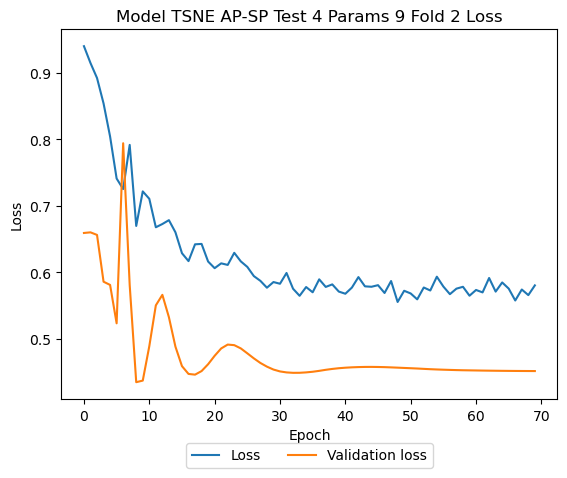 Model TSNE AP-SP Test 4 Params 9 Fold 2 Loss
0.9
0.8
0.7
0.6
0.5
Loss
0 10 20 30 40 50 60 70
Epoch
Loss Validation loss